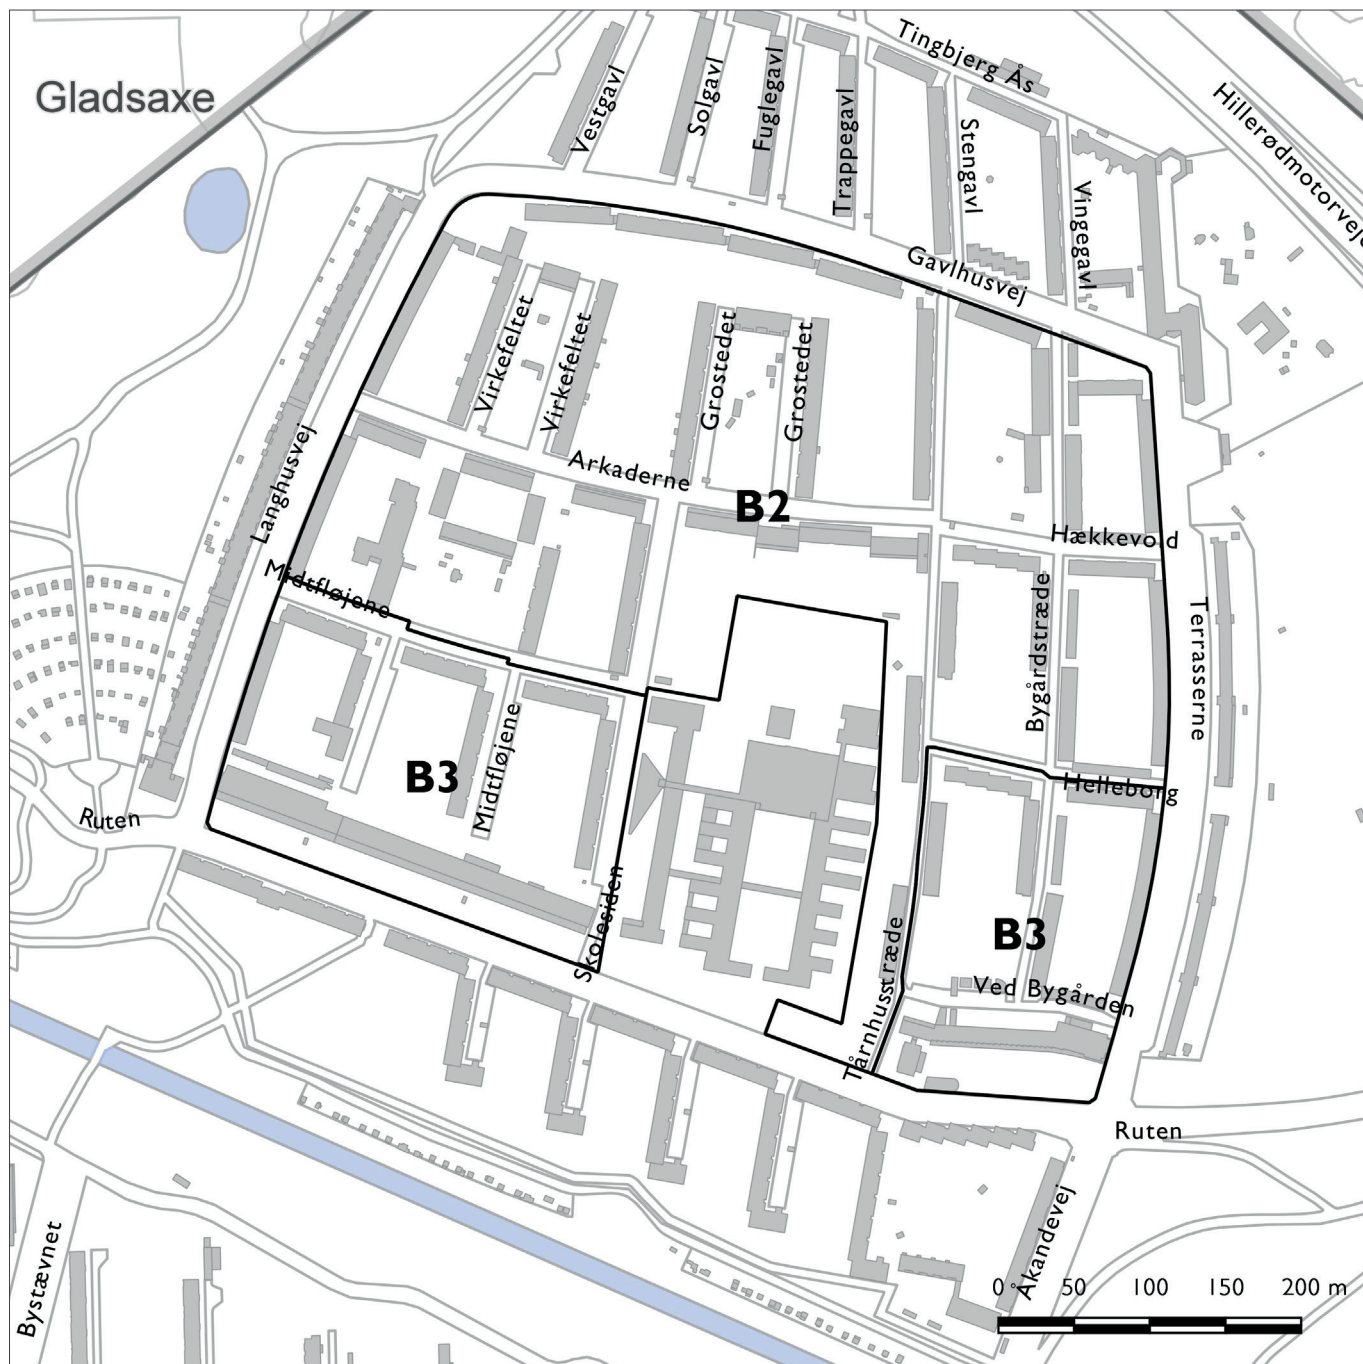 Gladsaxe
Tingbjerg Ås
Hillerødmotorveje
Vestgavl
Solgavl
Fuglegavl
Trappegavl
Stengavl
Vingegavl
Gavlhusvej
Virkefeltet
Virkefeltet
Grostedet
Grostedet
Langhusvej
Arkaderne
B2
Hækkevold
Midtfløjene
Bygårdstræde
Terrasserne
Midtfløjene
B3
Helleborg
Ruten
Skolesiden
Tårnhusstræde
B3
Ved Bygården
Ruten
Åkandevej
Bystævnet
0 50 100 150 200 m